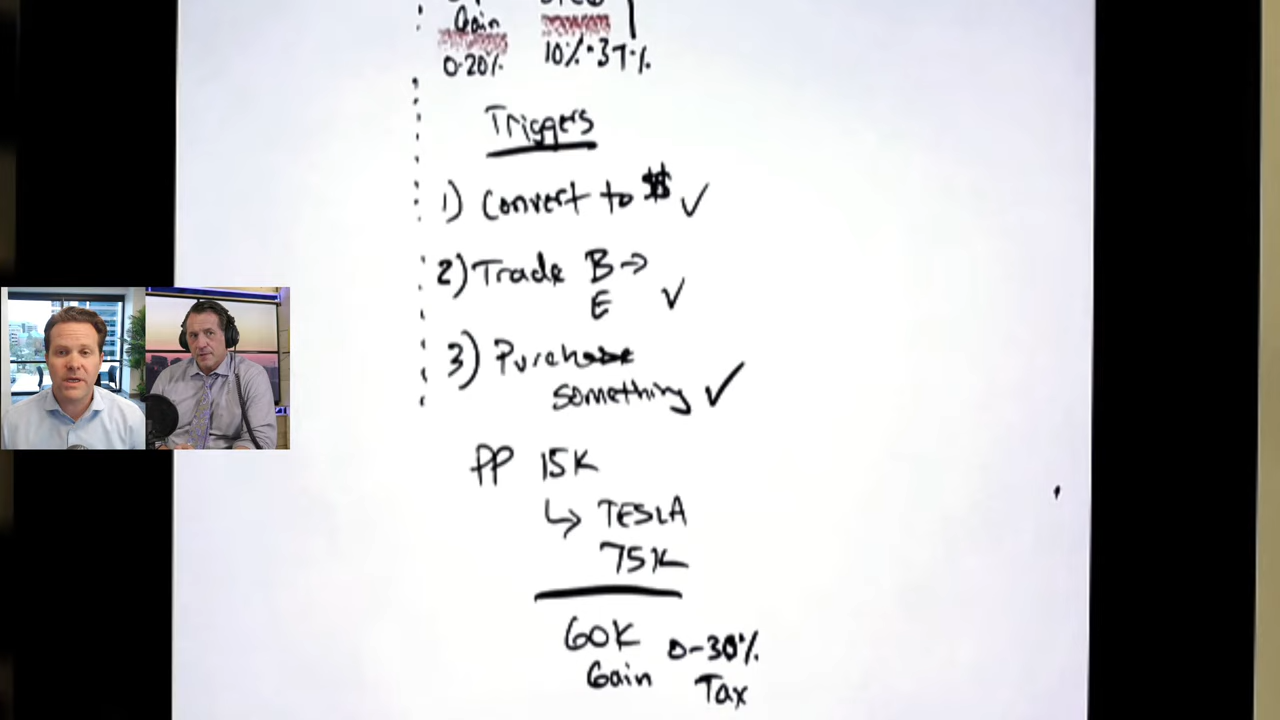 Gain
0-20%
10%-37%
Triggers
1) Convert to $
2) Trade B→
E
3) Purchase
something
PP 15K
↳ TESLA
75K
60K
Gain
0-30%
Tax